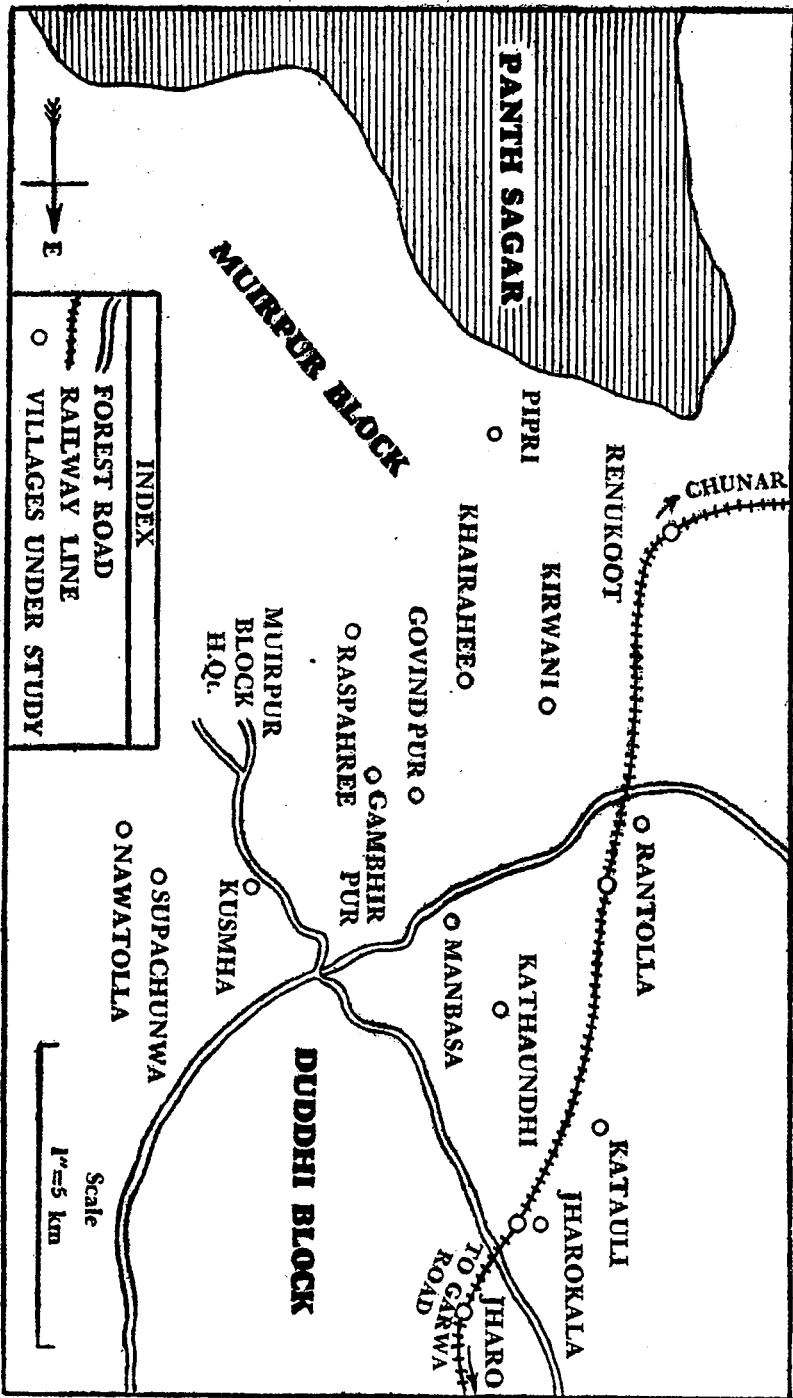 PANTH SAGAR
CHUNAR
RENUKOOT
PIPRI
KIRWANI
KHAIRAHEE
MUIRPUR BLOCK
GOVINDPUR
RANTOLLA
RASPAHREE
GAMBHIR
PUR
MUIRPUR
BLOCK
H.Qr.
MANBASA
KATHAUNDHI
KATAULI
JHAROKALA
JHARO
TO GARWA
ROAD
KUSMHA
SUPACHUNWA
NAWATOLLA
DUDDHI BLOCK
E
INDEX
FOREST ROAD
RAILWAY LINE
VILLAGES UNDER STUDY
Scale
1"=5 km